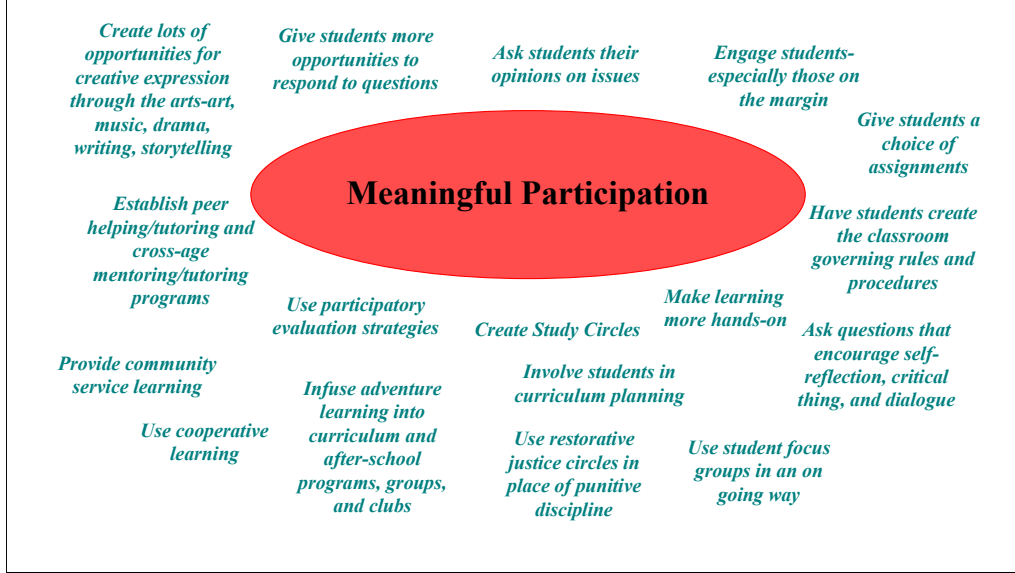 Create lots of
opportunities for
creative expression
through the arts-art,
music, drama,
writing, storytelling
Give students more
opportunities to
respond to questions
Ask students their
opinions on issues
Engage students-
especially those on
the margin
Give students a
choice of
assignments
Meaningful Participation
Establish peer
helping/tutoring and
cross-age
mentoring/tutoring
programs
Have students create
the classroom
governing rules and
procedures
Use participatory
evaluation strategies
Create Study Circles
Make learning
more hands-on
Ask questions that
encourage self-
reflection, critical
thing, and dialogue
Provide community
service learning
Infuse adventure
learning into
curriculum and
after-school
programs, groups,
and clubs
Involve students in
curriculum planning
Use cooperative
learning
Use restorative
justice circles in
place of punitive
discipline
Use student focus
groups in an on
going way